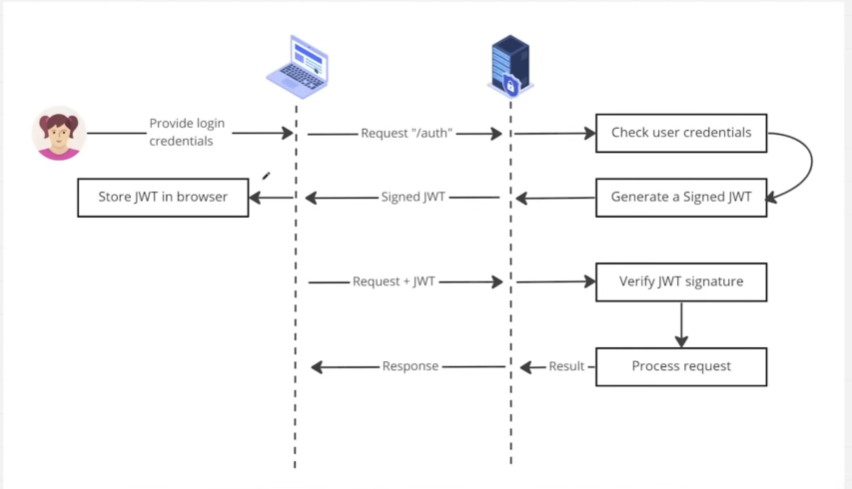 Provide login
credentials
Request "/auth"
Check user credentials
Store JWT in browser
Signed JWT
Generate a Signed JWT
Request + JWT
Verify JWT signature
Response
Result
Process request